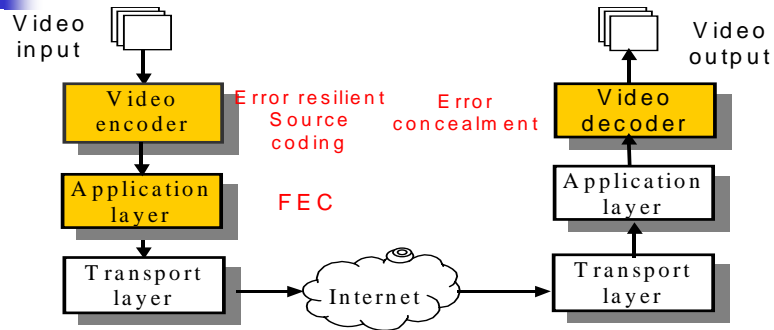 Video
input
Video
encoder
Error resilient
Source
coding
Application
layer
FEC
Transport
layer
Internet
Video
output
Error
concealment
Video
decoder
Application
layer
Transport
layer